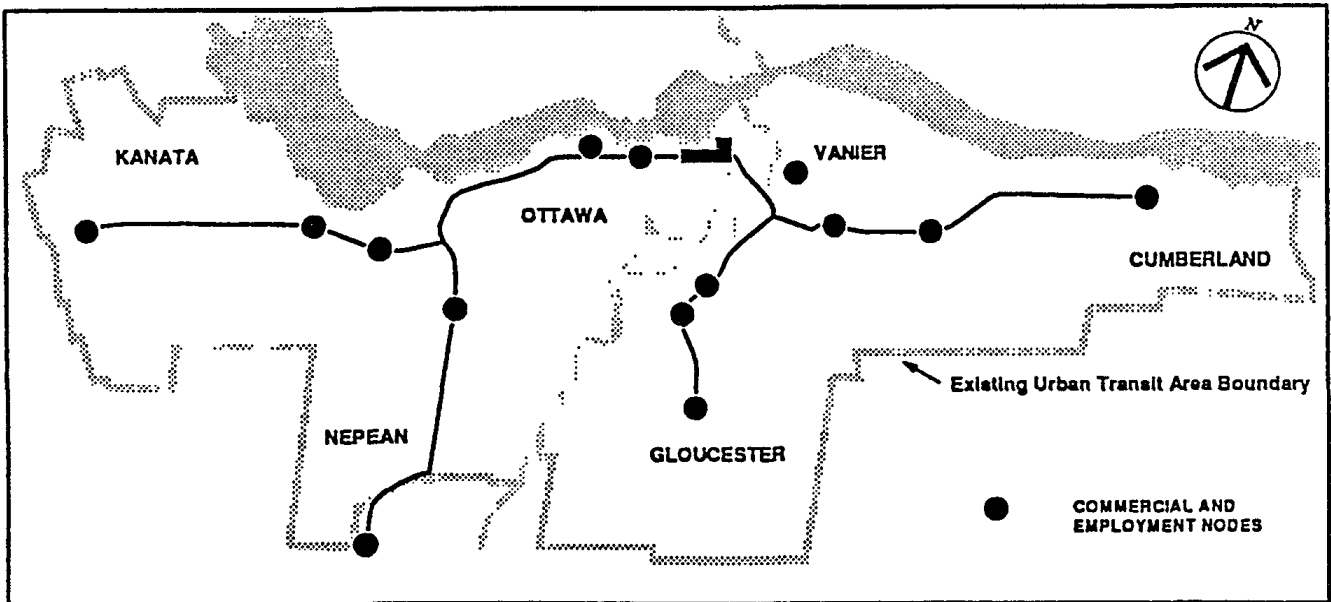 N
KANATA
VANIER
OTTAWA
CUMBERLAND
Existing Urban Transit Area Boundary
NEPEAN
GLOUCESTER
COMMERCIAL AND
EMPLOYMENT NODES